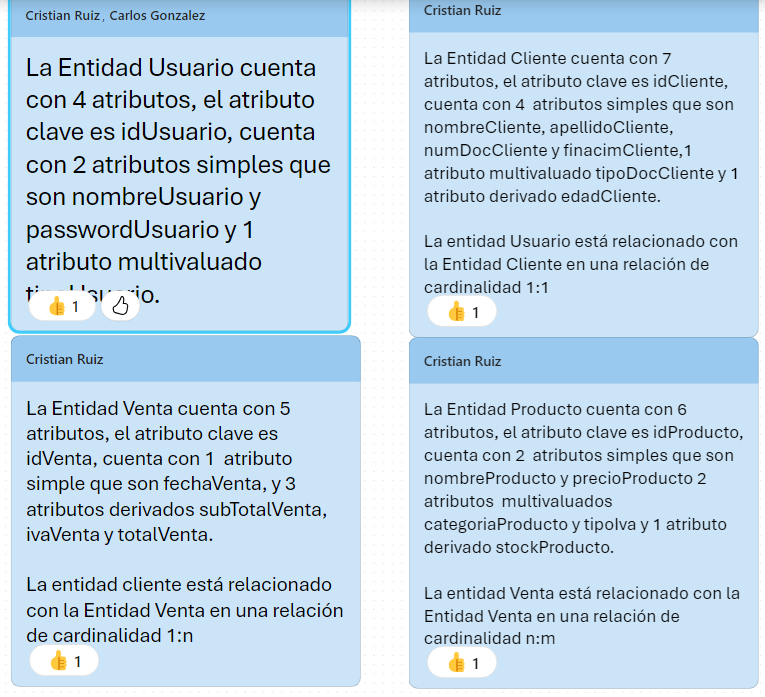 Cristian Ruiz, Carlos Gonzalez
La Entidad Usuario cuenta
con 4 atributos, el atributo
clave es idUsuario, cuenta
con 2 atributos simples que
son nombreUsuario y
passwordUsuario y 1
atributo multivaluado
👍 1
Cristian Ruiz
La Entidad Cliente cuenta con 7
atributos, el atributo clave es idCliente,
cuenta con 4 atributos simples que son
nombreCliente, apellidoCliente,
numDocCliente y finacimCliente,1
atributo multivaluado tipoDocCliente y 1
atributo derivado edadCliente.
La entidad Usuario está relacionado con
la Entidad Cliente en una relación de
cardinalidad 1:1
👍 1
Cristian Ruiz
La Entidad Venta cuenta con 5
atributos, el atributo clave es
idVenta, cuenta con 1 atributo
simple que son fechaVenta, y 3
atributos derivados subTotalVenta,
ivaVenta y totalVenta.
La entidad cliente está relacionado
con la Entidad Venta en una relación
de cardinalidad 1:n
👍 1
Cristian Ruiz
La Entidad Producto cuenta con 6
atributos, el atributo clave es idProducto,
cuenta con 2 atributos simples que son
nombreProducto y precioProducto 2
atributos multivaluados
categoriaProducto y tipoIva y 1 atributo
derivado stockProducto.
La entidad Venta está relacionado con la
Entidad Venta en una relación de
cardinalidad n:m
👍 1